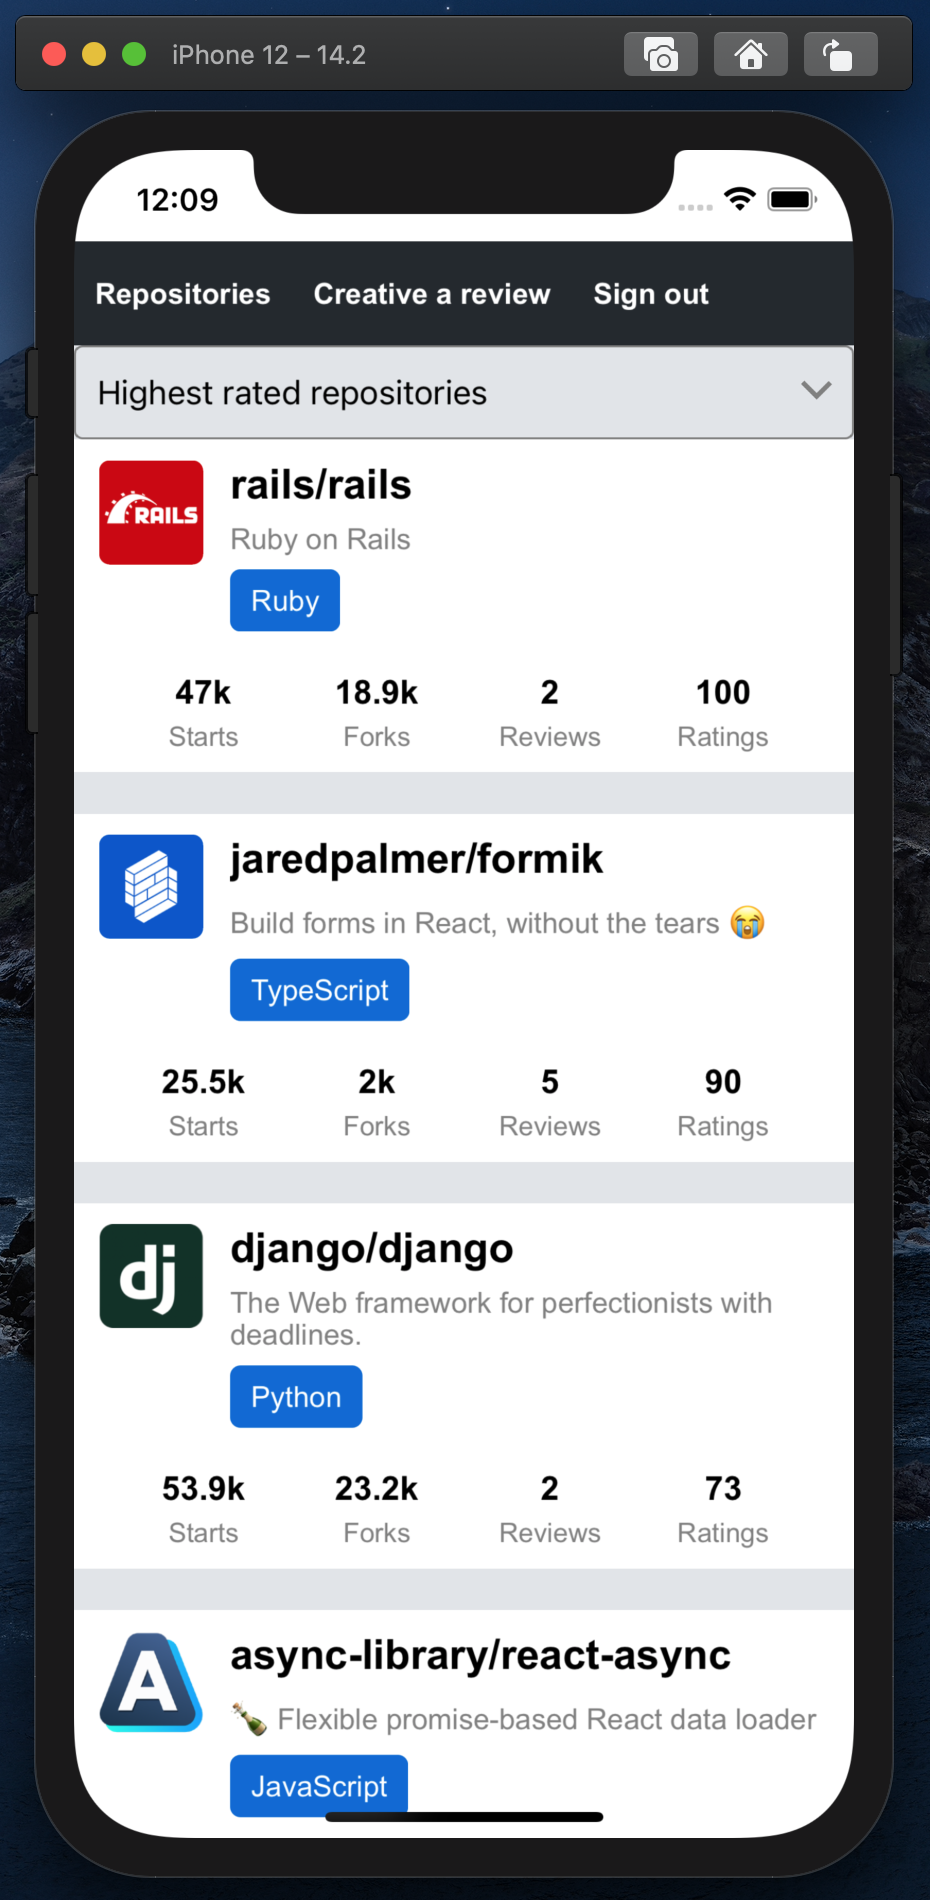 iPhone 12 – 14.2
12:09
Repositories Creative a review Sign out
Highest rated repositories
RAILS
rails/rails
Ruby on Rails
Ruby
47k 18.9k 2 100
Starts Forks Reviews Ratings
jaredpalmer/formik
Build forms in React, without the tears 😭
TypeScript
25.5k 2k 5 90
Starts Forks Reviews Ratings
dj
django/django
The Web framework for perfectionists with
deadlines.
Python
53.9k 23.2k 2 73
Starts Forks Reviews Ratings
A
async-library/react-async
🍾 Flexible promise-based React data loader
JavaScript